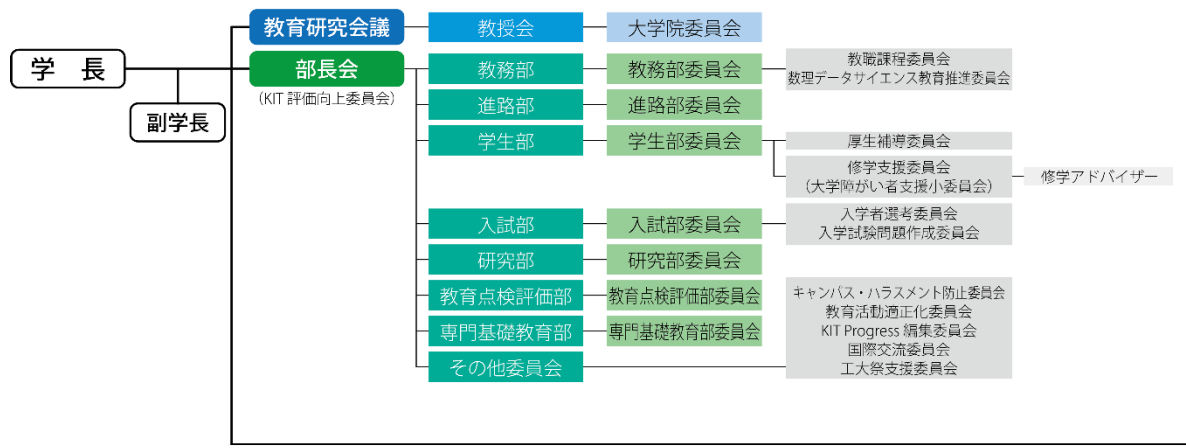 教育研究会議
教授会
大学院委員会
学 長
部長会
(KIT 評価向上委員会)
副学長
教務部
教務部委員会
教職課程委員会
数理データサイエンス教育推進委員会
進路部
進路部委員会
学生部
学生部委員会
厚生補導委員会
修学支援委員会
(大学障がい者支援小委員会)
修学アドバイザー
入試部
入試部委員会
入学者選考委員会
入学試験問題作成委員会
研究部
研究部委員会
教育点検評価部
教育点検評価部委員会
専門基礎教育部
専門基礎教育部委員会
その他委員会
キャンパス・ハラスメント防止委員会
教育活動適正化委員会
KIT Progress 編集委員会
国際交流委員会
工大祭支援委員会